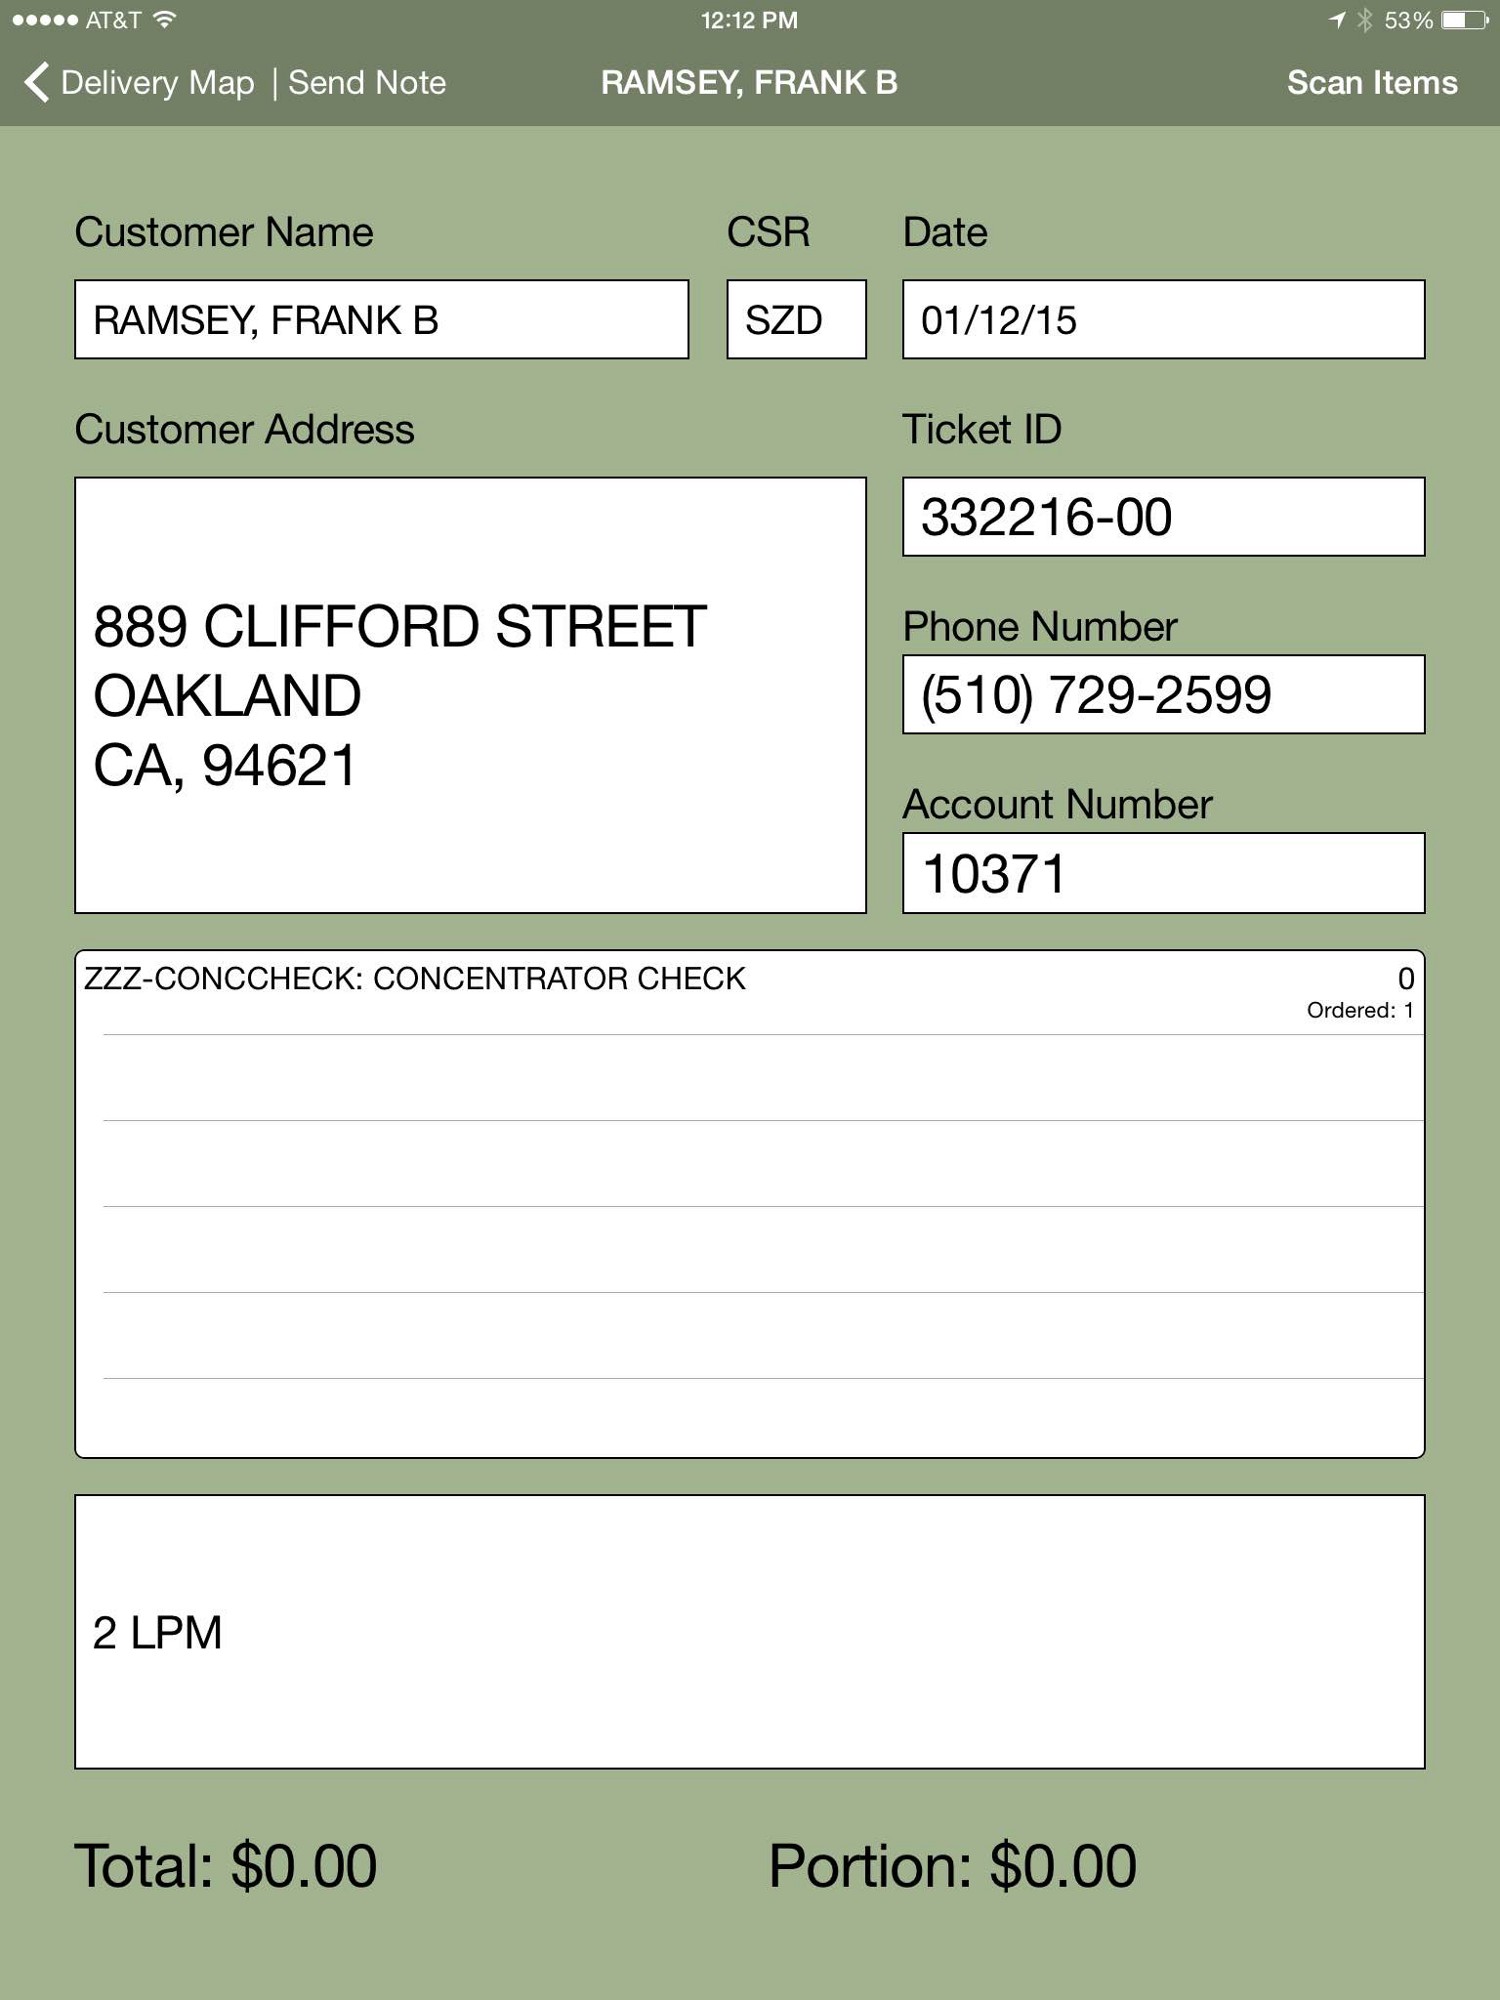 AT&T 12:12 PM 53%
Delivery Map | Send Note RAMSEY, FRANK B Scan Items
Customer Name CSR Date
RAMSEY, FRANK B SZD 01/12/15
Customer Address Ticket ID
332216-00
889 CLIFFORD STREET
OAKLAND
CA, 94621
Phone Number
(510) 729-2599
Account Number
10371
ZZZ-CONCCHECK: CONCENTRATOR CHECK 0
Ordered: 1
2 LPM
Total: $0.00 Portion: $0.00